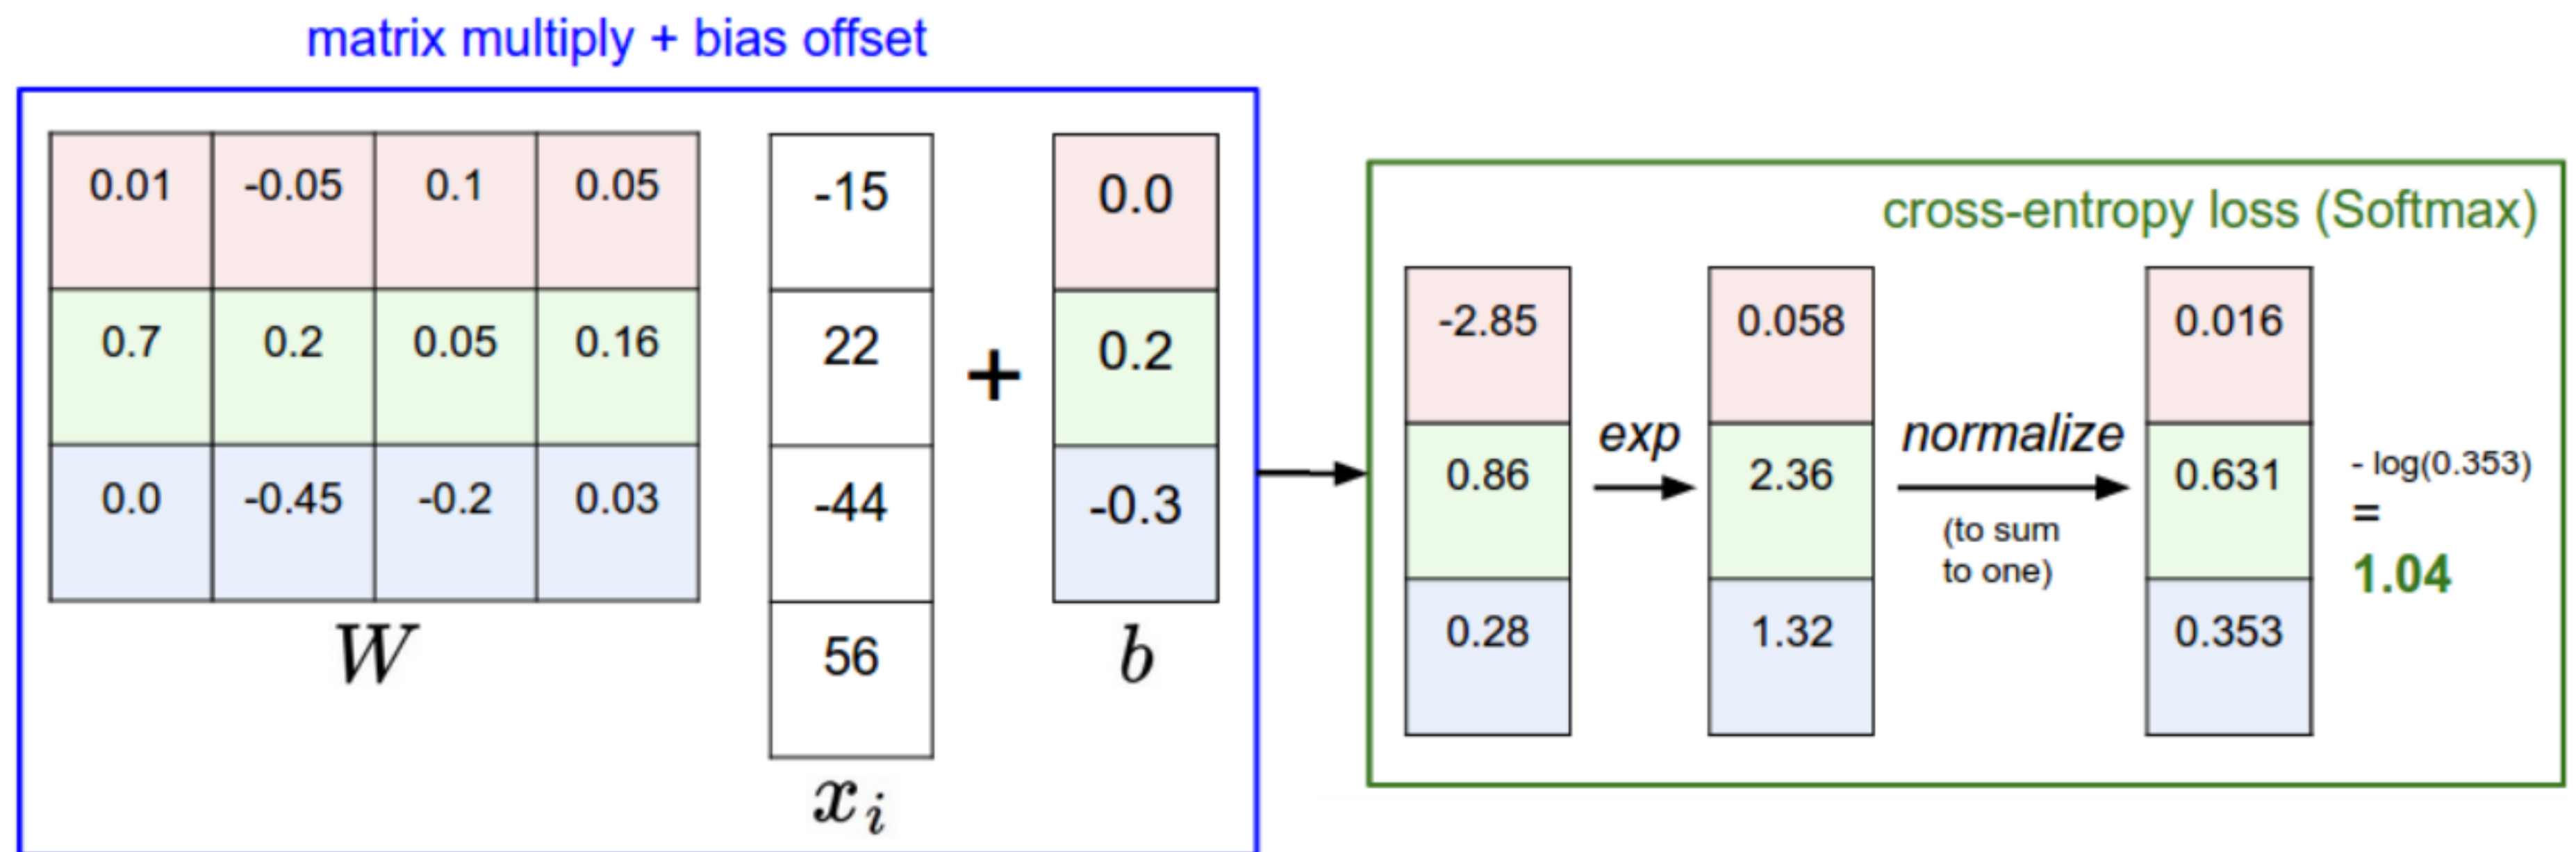 matrix multiply + bias offset
0.01 -0.05 0.1 0.05
0.7 0.2 0.05 0.16
0.0 -0.45 -0.2 0.03
W
-15
22
-44
56
x i
+
0.0
0.2
-0.3
b
cross-entropy loss (Softmax)
-2.85
0.86
0.28
exp
0.058
2.36
1.32
normalize
(to sum
to one)
0.016
0.631
0.353
- log(0.353)
=
1.04